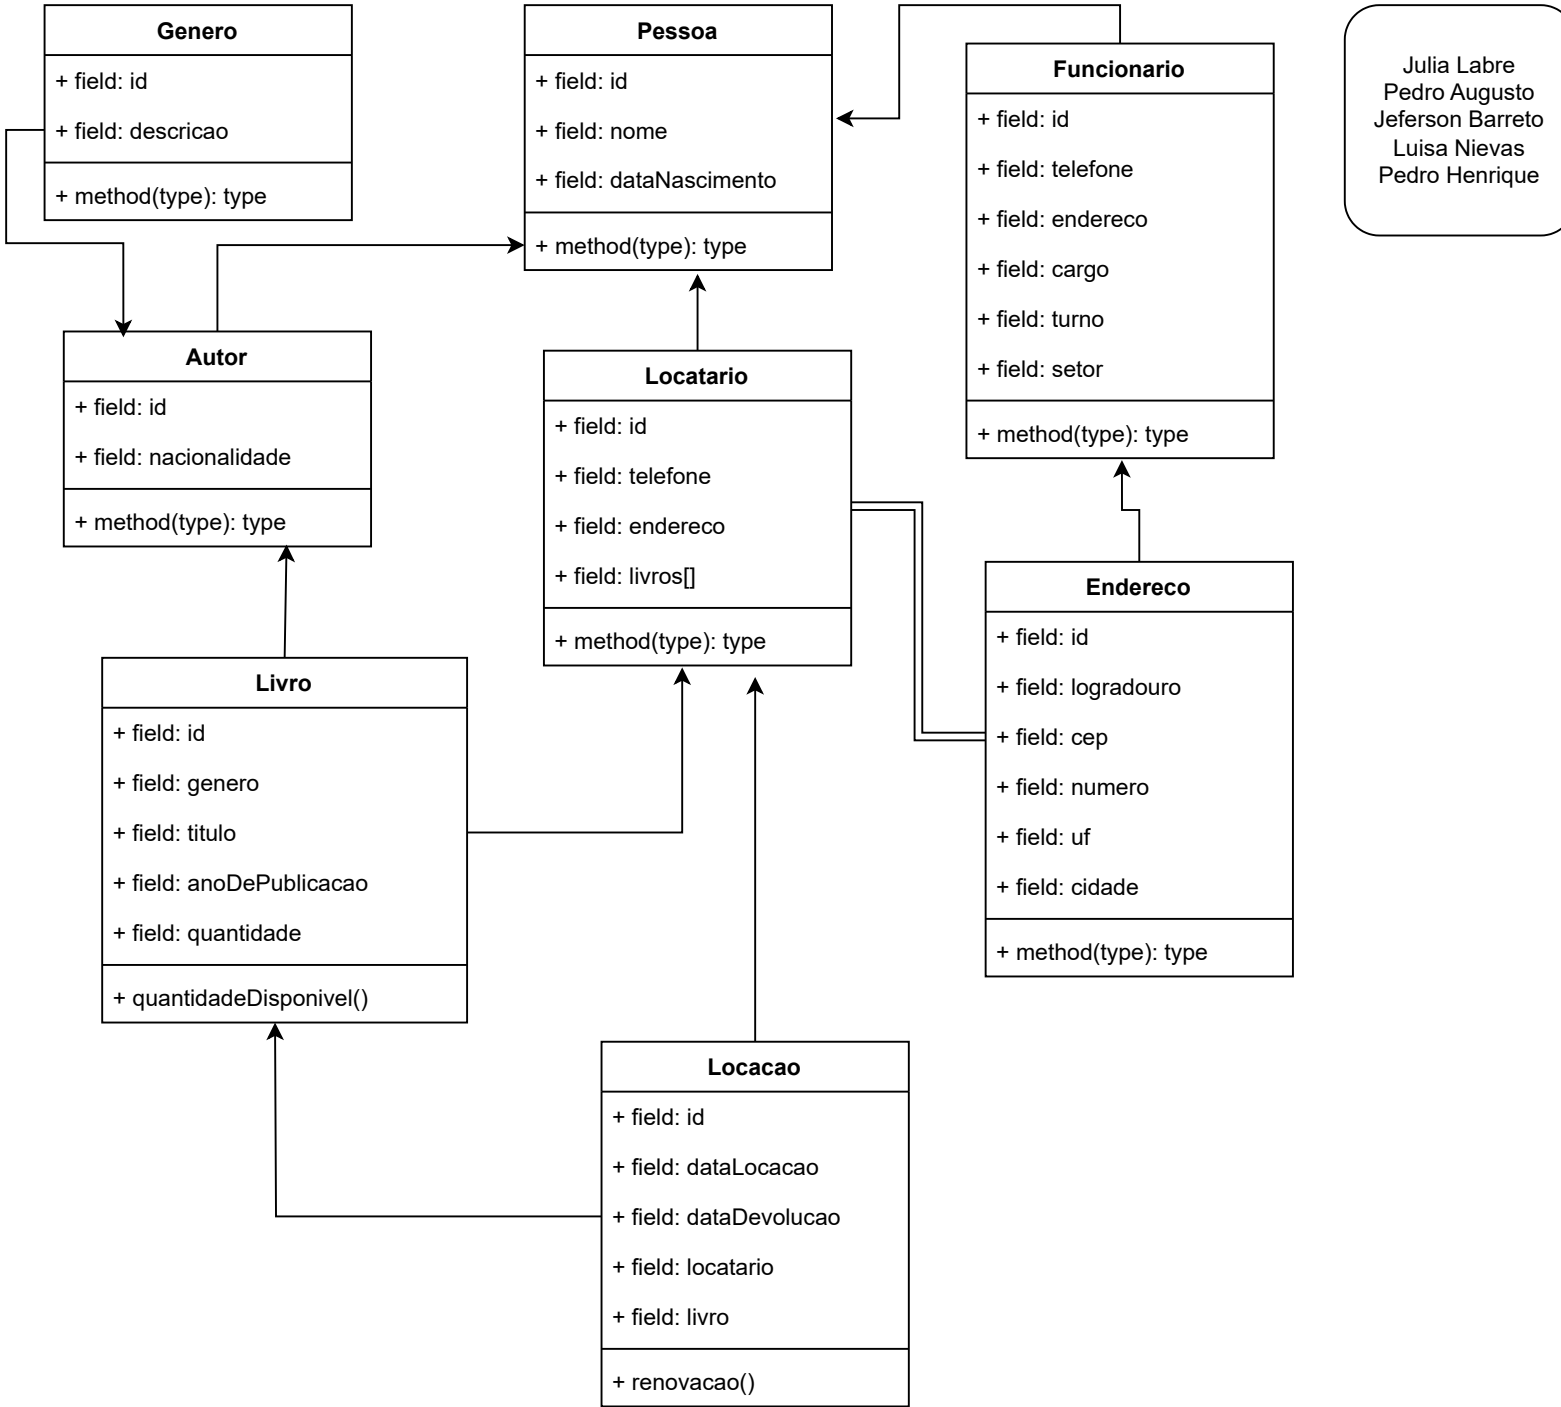 Genero
+ field: id
+ field: descricao
+ method(type): type
Pessoa
+ field: id
+ field: nome
+ field: dataNascimento
+ method(type): type
Funcionario
+ field: id
+ field: telefone
+ field: endereco
+ field: cargo
+ field: turno
+ field: setor
+ method(type): type
Julia Labre
Pedro Augusto
Jeferson Barreto
Luisa Nievas
Pedro Henrique
Autor
+ field: id
+ field: nacionalidade
+ method(type): type
Locatario
+ field: id
+ field: telefone
+ field: endereco
+ field: livros[]
+ method(type): type
Endereco
+ field: id
+ field: logradouro
+ field: cep
+ field: numero
+ field: uf
+ field: cidade
+ method(type): type
Livro
+ field: id
+ field: genero
+ field: titulo
+ field: anoDePublicacao
+ field: quantidade
+ quantidadeDisponivel()
Locacao
+ field: id
+ field: dataLocacao
+ field: dataDevolucao
+ field: locatario
+ field: livro
+ renovacao()